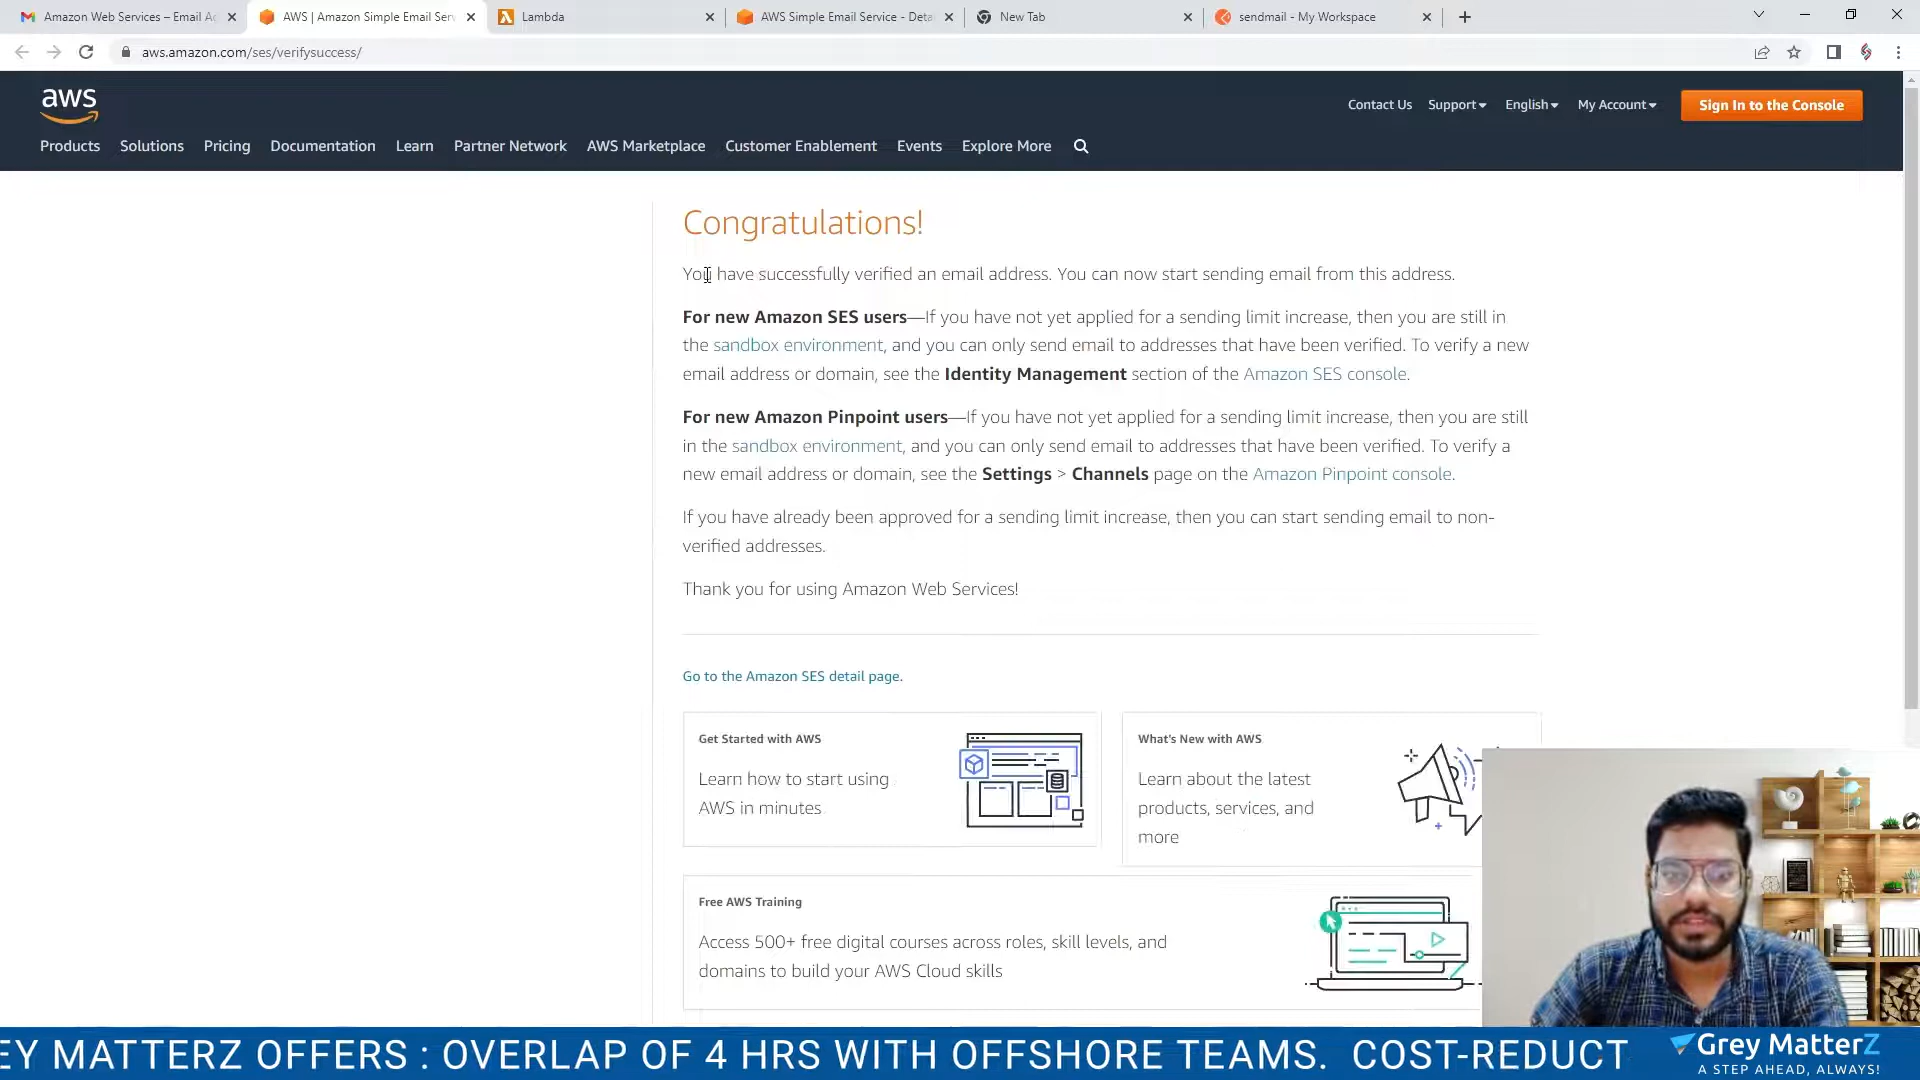 Amazon Web Services – Email Ad
AWS | Amazon Simple Email Serv
Lambda
AWS Simple Email Service - Deta
New Tab
sendmail - My Workspace
aws.amazon.com/ses/verifysuccess/
aws
Contact Us
Support
English
My Account
Sign In to the Console
Products
Solutions
Pricing
Documentation
Learn
Partner Network
AWS Marketplace
Customer Enablement
Events
Explore More
Congratulations!
You have successfully verified an email address. You can now start sending email from this address.
For new Amazon SES users—If you have not yet applied for a sending limit increase, then you are still in
the sandbox environment, and you can only send email to addresses that have been verified. To verify a new
email address or domain, see the Identity Management section of the Amazon SES console.
For new Amazon Pinpoint users—If you have not yet applied for a sending limit increase, then you are still
in the sandbox environment, and you can only send email to addresses that have been verified. To verify a
new email address or domain, see the Settings > Channels page on the Amazon Pinpoint console.
If you have already been approved for a sending limit increase, then you can start sending email to non-
verified addresses.
Thank you for using Amazon Web Services!
Go to the Amazon SES detail page.
Get Started with AWS
Learn how to start using
AWS in minutes
What's New with AWS
Learn about the latest
products, services, and
more
Free AWS Training
Access 500+ free digital courses across roles, skill levels, and
domains to build your AWS Cloud skills
EY MATTERZ OFFERS : OVERLAP OF 4 HRS WITH OFFSHORE TEAMS. COST-REDUCT
Grey MatterZ
A STEP AHEAD, ALWAYS!